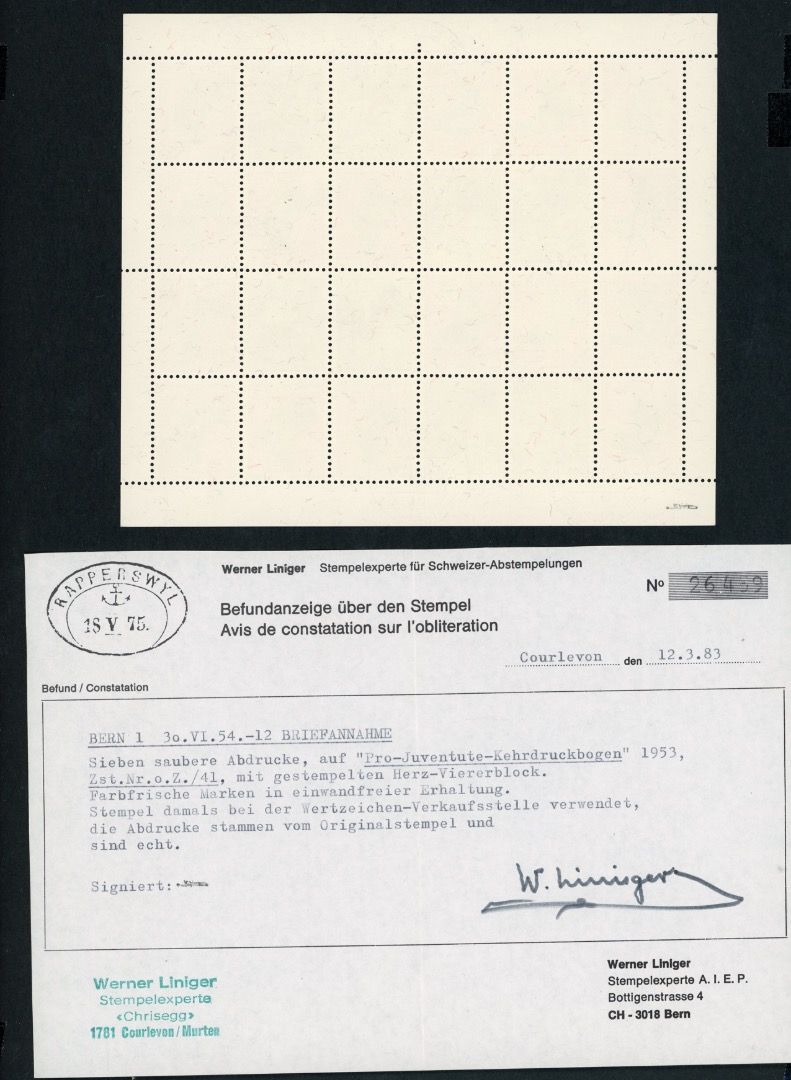 RAPPERSWYL
18 V 75.
Werner Liniger Stempelexperte für Schweizer-Abstempelungen
Nº 26459
Befundanzeige über den Stempel
Avis de constatation sur l'obliteration
Courlevon den 12.3.83
Befund / Constatation
BERN 1 3o.VI.54.-12 BRIEFANNAHME
Sieben saubere Abdrucke, auf "Pro-Juventute-Kehrdruckbogen" 1953,
Zst.Nr.o.Z./41, mit gestempelten Herz-Viererblock.
Farbfrische Marken in einwandfreier Erhaltung.
Stempel damals bei der Wertzeichen-Verkaufsstelle verwendet,
die Abdrucke stammen vom Originalstempel und
sind echt.
Signiert:
W. Liniger
Werner Liniger
Stempelexperte
«Chrisegg»
1781 Courlevon/Murten
Werner Liniger
Stempelexperte A. I. E. P.
Bottigenstrasse 4
CH - 3018 Bern